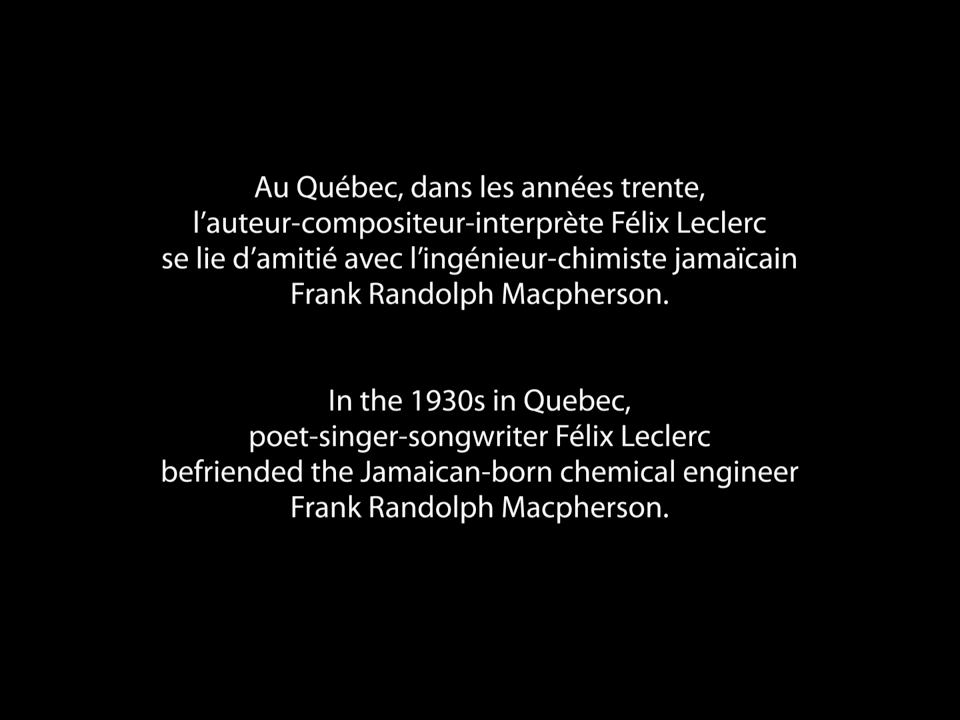 Au Québec, dans les années trente,
l’auteur-compositeur-interprète Félix Leclerc
se lie d’amitié avec l’ingénieur-chimiste jamaïcain
Frank Randolph Macpherson.
In the 1930s in Quebec,
poet-singer-songwriter Félix Leclerc
befriended the Jamaican-born chemical engineer
Frank Randolph Macpherson.